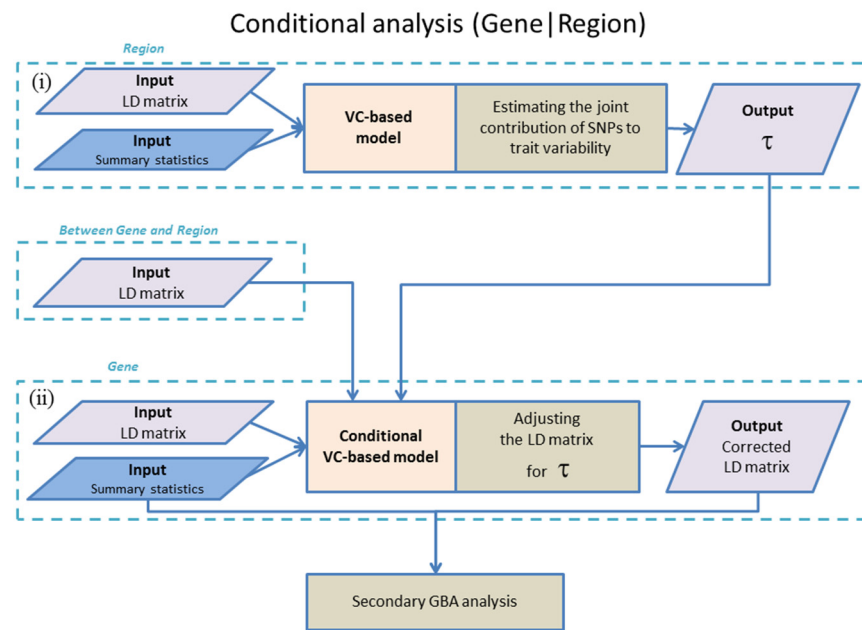 Conditional analysis (Gene|Region)
Region
(i)
Input
LD matrix
Input
Summary statistics
VC-based
model
Estimating the joint
contribution of SNPs to
trait variability
Output
τ
Between Gene and Region
Input
LD matrix
Gene
(ii)
Input
LD matrix
Input
Summary statistics
Conditional
VC-based model
Adjusting
the LD matrix
for τ
Output
Corrected
LD matrix
Secondary GBA analysis